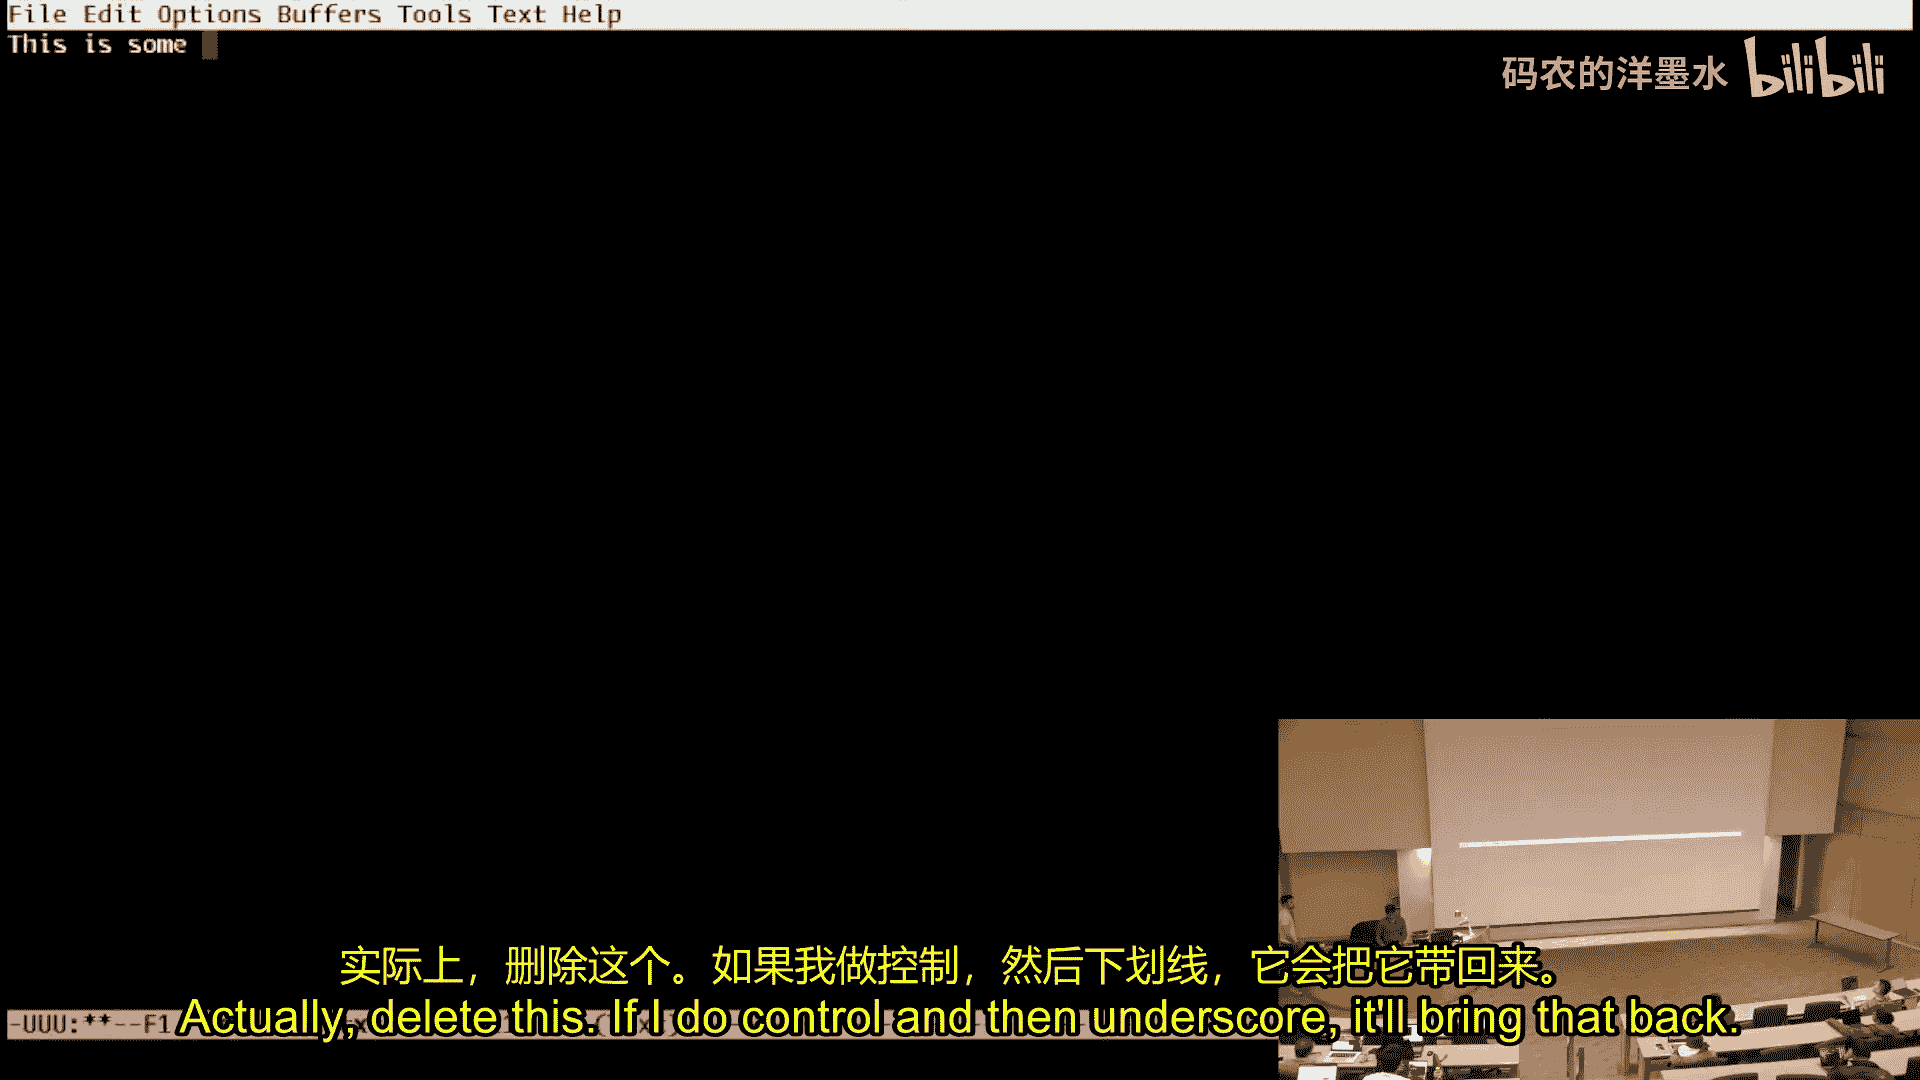 File Edit Options Buffers Tools Text Help
This is some
码农的洋墨水 bilibili
实际上，删除这个。如果我做控制，然后下划线，它会把它带回来。
-UUU:**--F1
Actually, delete this. If I do control and then underscore, it'll bring that back.